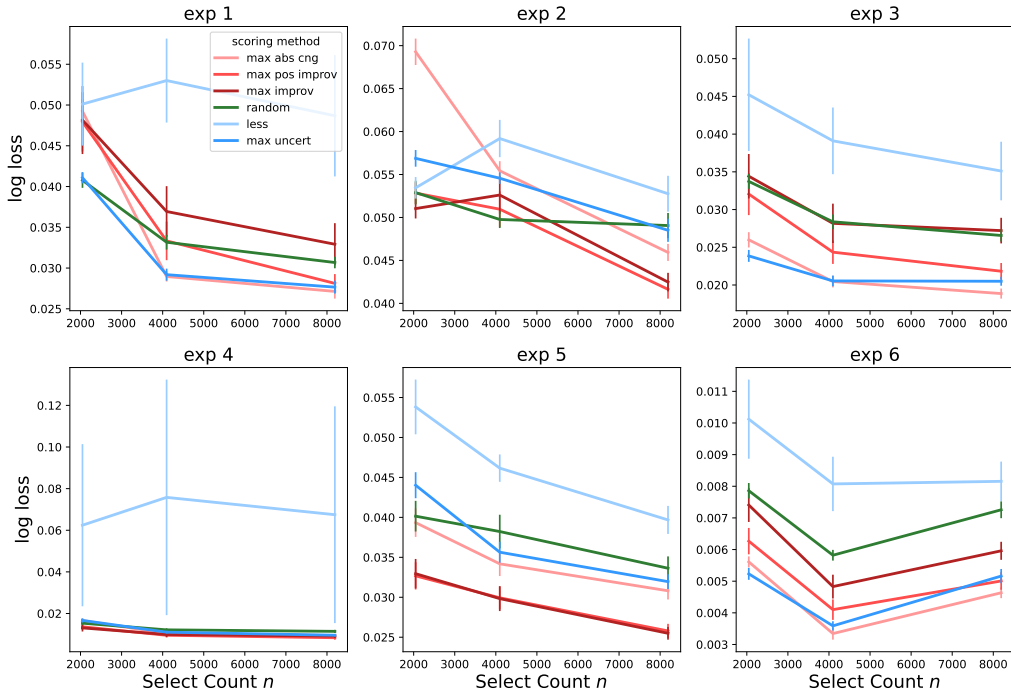 exp 1
exp 2
exp 3
log loss
0.055
0.050
0.045
0.040
0.035
0.030
0.025
scoring method
max abs cng
max pos improv
max improv
random
less
max uncert
2000 3000 4000 5000 6000 7000 8000
0.070
0.065
0.060
0.055
0.050
0.045
0.040
2000 3000 4000 5000 6000 7000 8000
0.050
0.045
0.040
0.035
0.030
0.025
0.020
2000 3000 4000 5000 6000 7000 8000
exp 4
exp 5
exp 6
log loss
0.12
0.10
0.08
0.06
0.04
0.02
2000 3000 4000 5000 6000 7000 8000
Select Count n
0.055
0.050
0.045
0.040
0.035
0.030
0.025
2000 3000 4000 5000 6000 7000 8000
Select Count n
0.011
0.010
0.009
0.008
0.007
0.006
0.005
0.004
0.003
2000 3000 4000 5000 6000 7000 8000
Select Count n